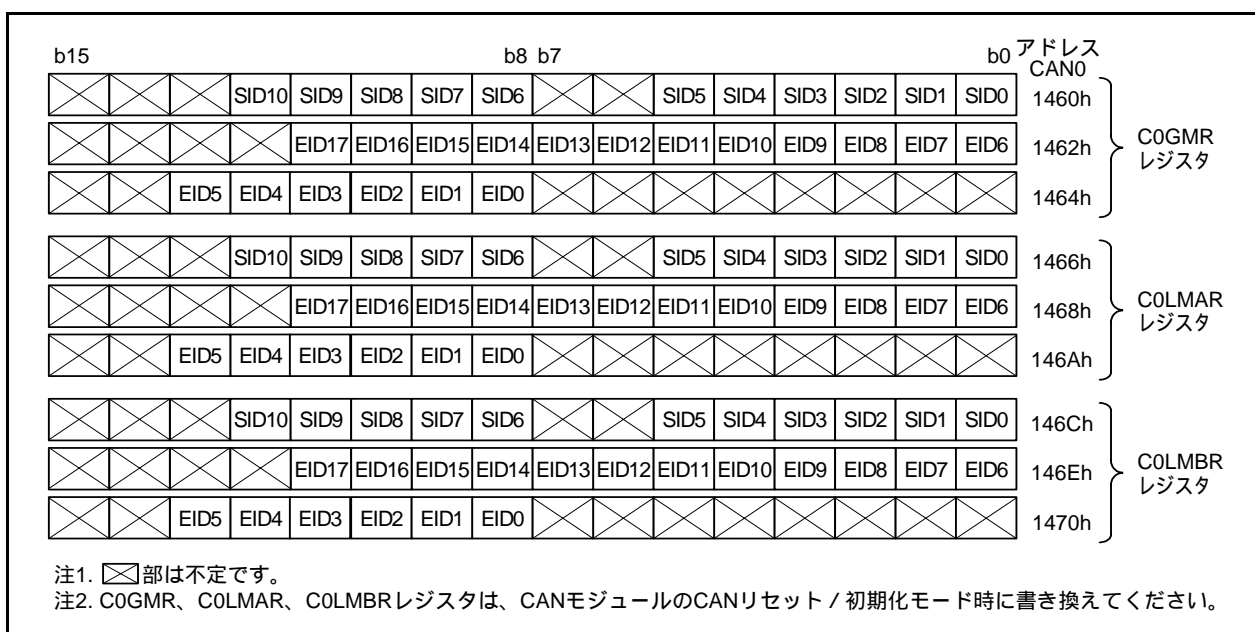 b15 b8 b7 b0 アドレス
CAN0
SID10 SID9 SID8 SID7 SID6 SID5 SID4 SID3 SID2 SID1 SID0 1460h
EID17 EID16 EID15 EID14 EID13 EID12 EID11 EID10 EID9 EID8 EID7 EID6 1462h
C0GMR
レジスタ
EID5 EID4 EID3 EID2 EID1 EID0 1464h
SID10 SID9 SID8 SID7 SID6 SID5 SID4 SID3 SID2 SID1 SID0 1466h
EID17 EID16 EID15 EID14 EID13 EID12 EID11 EID10 EID9 EID8 EID7 EID6 1468h
C0LMAR
レジスタ
EID5 EID4 EID3 EID2 EID1 EID0 146Ah
SID10 SID9 SID8 SID7 SID6 SID5 SID4 SID3 SID2 SID1 SID0 146Ch
EID17 EID16 EID15 EID14 EID13 EID12 EID11 EID10 EID9 EID8 EID7 EID6 146Eh
C0LMBR
レジスタ
EID5 EID4 EID3 EID2 EID1 EID0 1470h
注1. 部は不定です。
注2. C0GMR、C0LMAR、C0LMBRレジスタは、CANモジュールのCANリセット / 初期化モード時に書き換えてください。